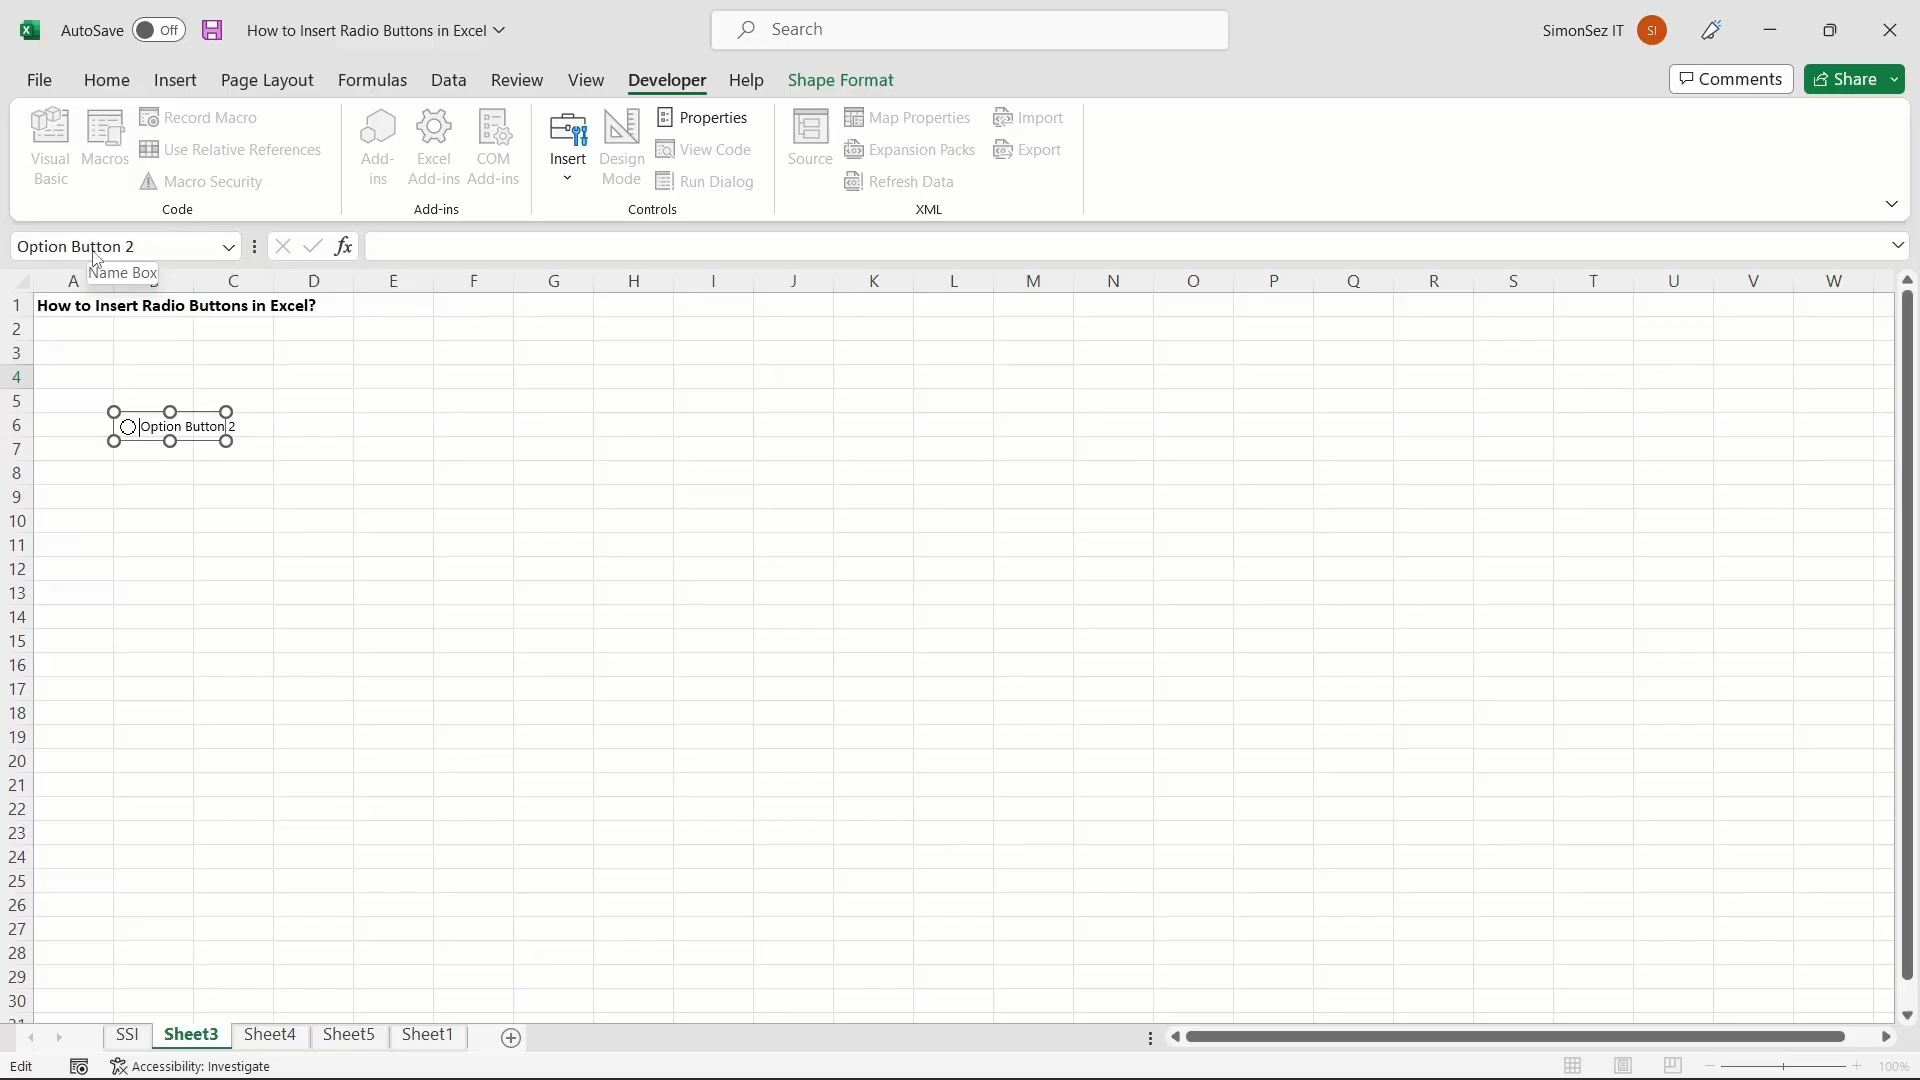 AutoSave Off How to Insert Radio Buttons in Excel Search SimonSez IT SI
File Home Insert Page Layout Formulas Data Review View Developer Help Shape Format Comments Share
Visual Basic
Macros
Record Macro
Use Relative References
Macro Security
Code
Add-ins
Excel Add-ins
COM Add-ins
Add-ins
Insert
Design Mode
Properties
View Code
Run Dialog
Controls
Source
Map Properties
Expansion Packs
Refresh Data
Import
Export
XML
Option Button 2 fx
Name Box
A B C D E F G H I J K L M N O P Q R S T U V W
1 How to Insert Radio Buttons in Excel?
2
3
4
5
6 Option Button 2
7
8
9
10
11
12
13
14
15
16
17
18
19
20
21
22
23
24
25
26
27
28
29
30
31
SSI Sheet3 Sheet4 Sheet5 Sheet1
Edit Accessibility: Investigate 100%